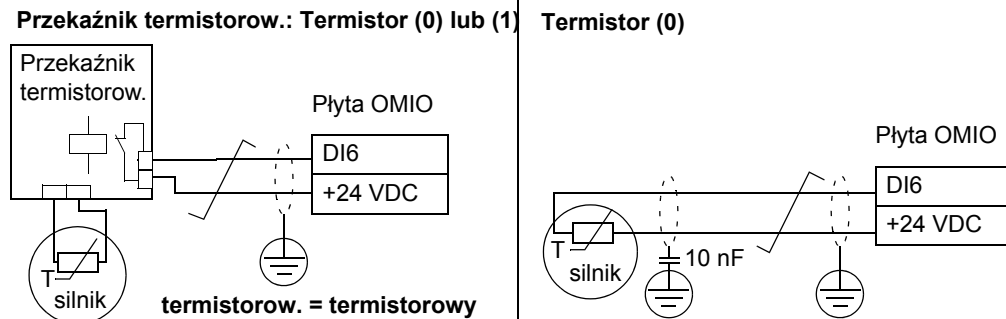 Przekaźnik termistorow.: Termistor (0) lub (1)
Przekaźnik
termistorow.
Płyta OMIO
DI6
+24 VDC
T
silnik
termistorow. = termistorowy
Termistor (0)
Płyta OMIO
DI6
+24 VDC
T
silnik
10 nF